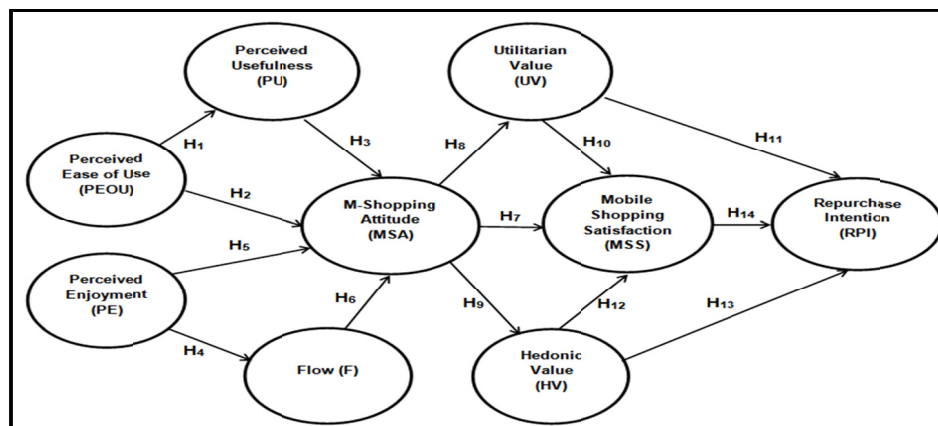 Perceived
Usefulness
(PU)
Utilitarian
Value
(UV)
H₁
H₃
H₈
H₁₀
H₁₁
Perceived
Ease of Use
(PEOU)
H₂
M-Shopping
Attitude
(MSA)
H₇
Mobile
Shopping
Satisfaction
(MSS)
H₁₄
Repurchase
Intention
(RPI)
H₅
Perceived
Enjoyment
(PE)
H₄
H₆
H₉
H₁₂
H₁₃
Flow (F)
Hedonic
Value
(HV)